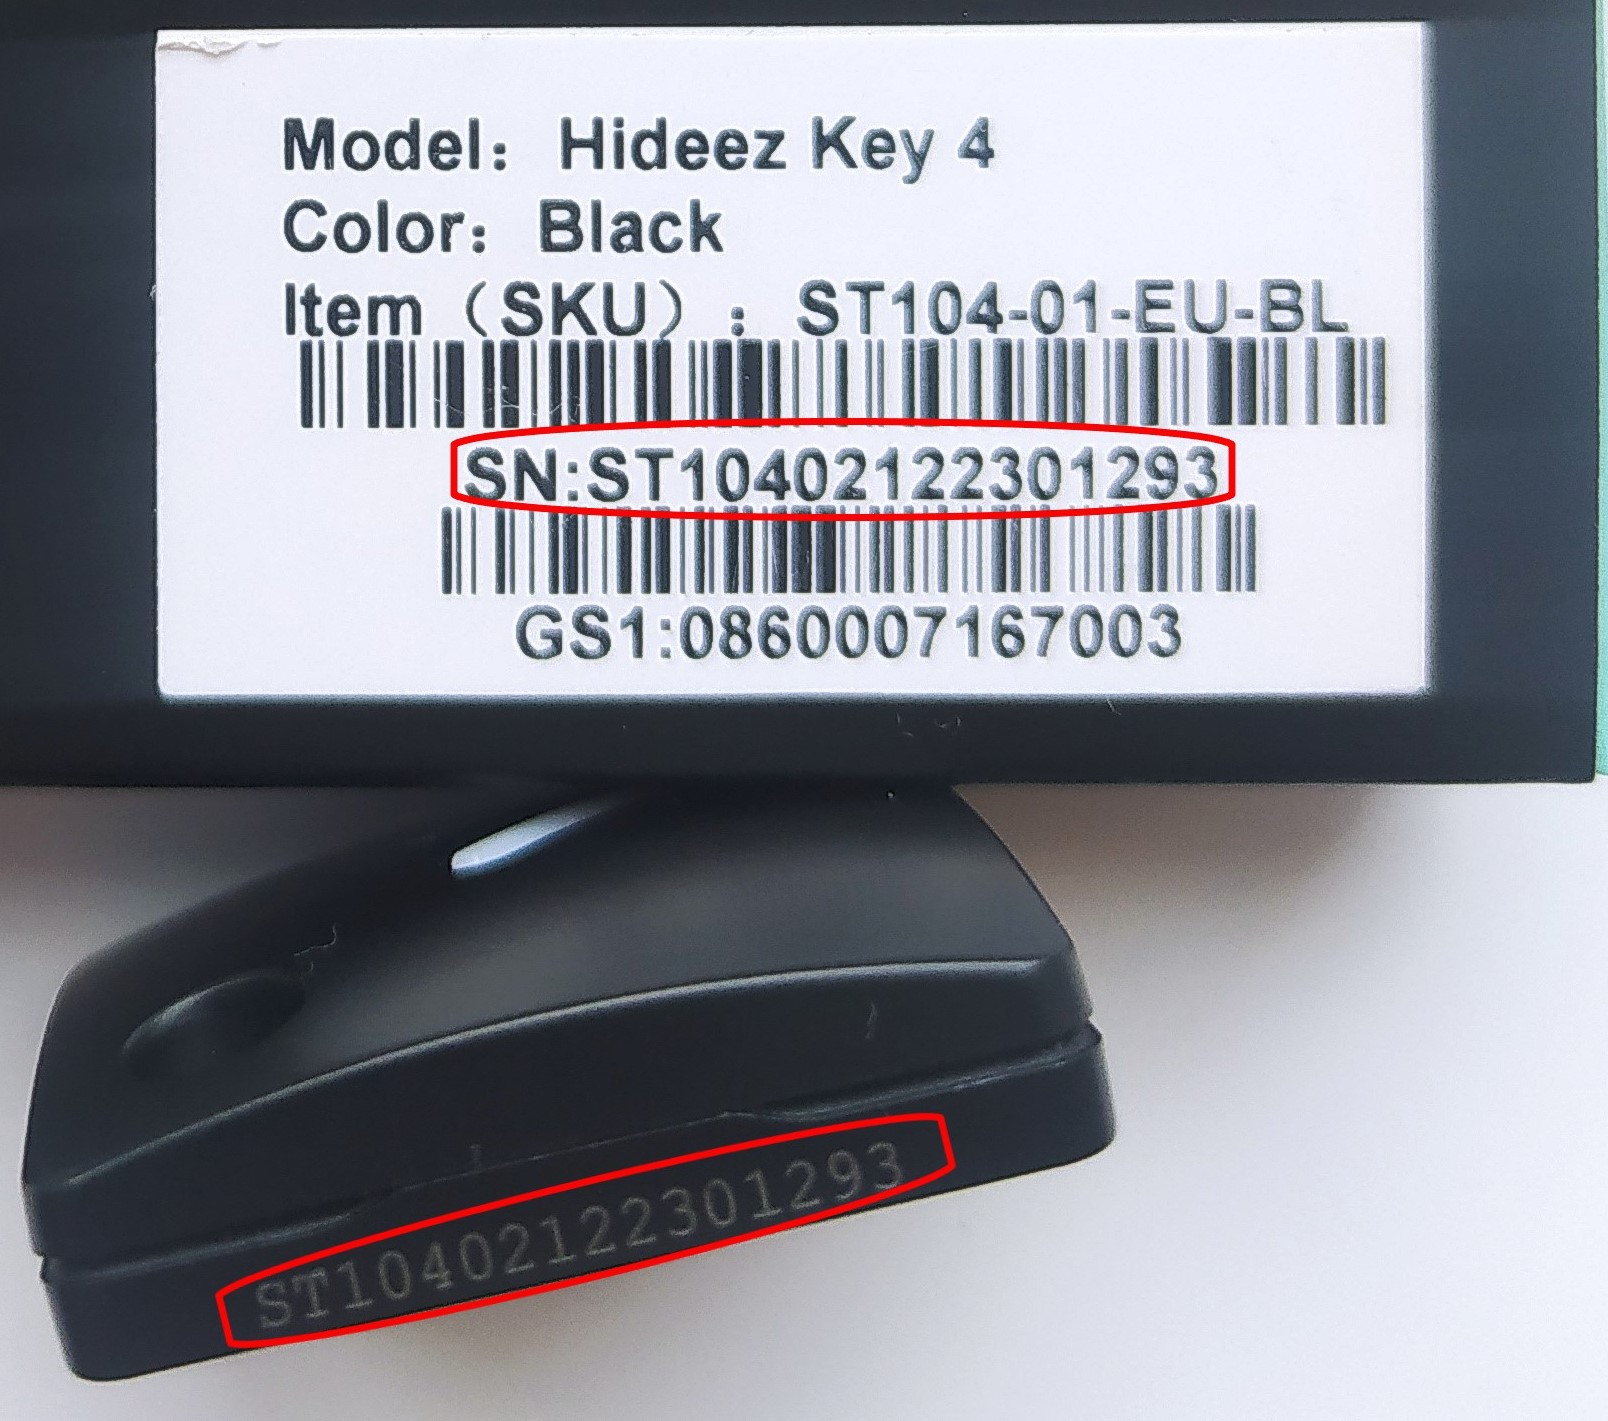 Model： Hideez Key 4
Color： Black
Item（SKU）：ST104-01-EU-BL
SN:ST10402122301293
GS1:0860007167003
ST10402122301293